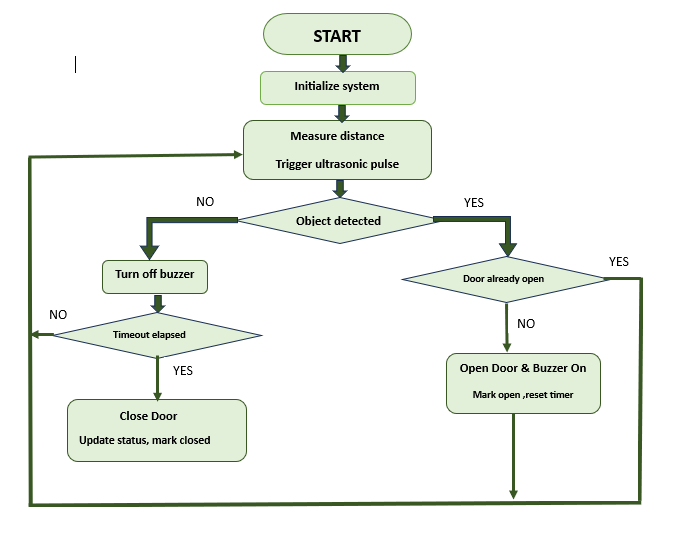 START
Initialize system
Measure distance
Trigger ultrasonic pulse
NO
YES
Object detected
Turn off buzzer
Door already open
YES
NO
Timeout elapsed
NO
YES
Open Door & Buzzer On
Mark open ,reset timer
Close Door
Update status, mark closed